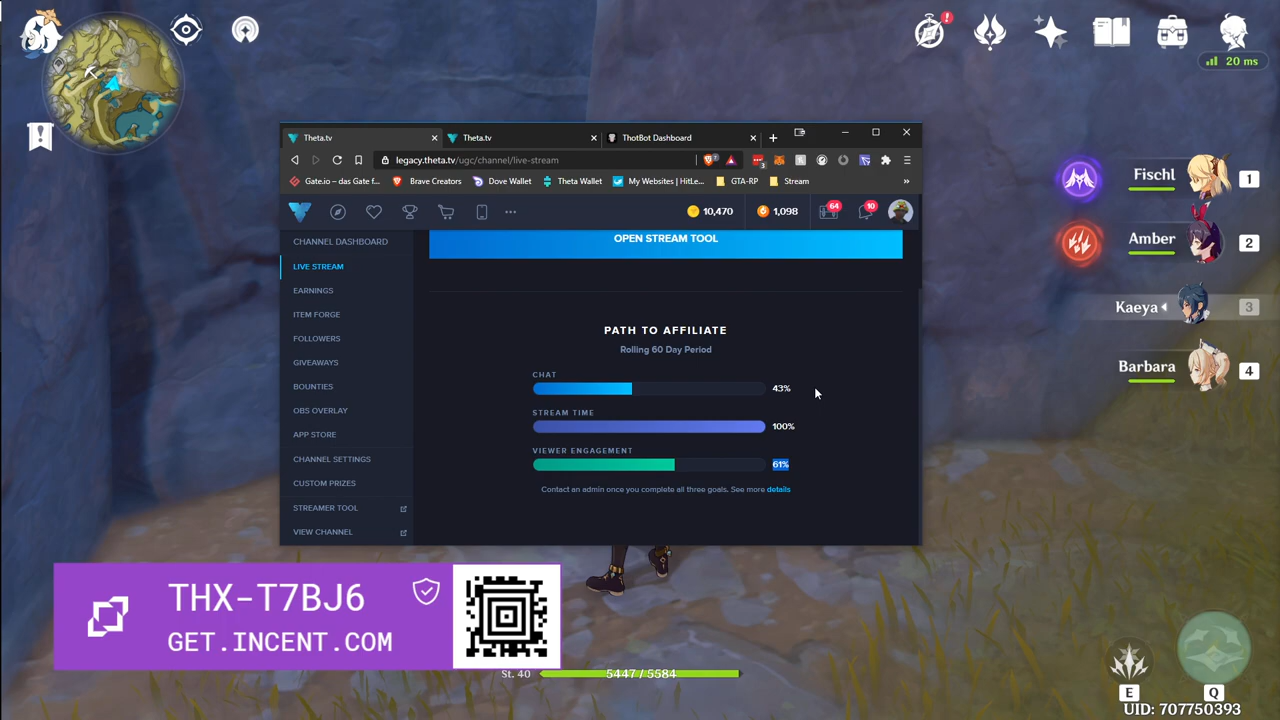 N
20 ms
Theta.tv
Theta.tv
ThotBot Dashboard
legacy.theta.tv/ugc/channel/live-stream
Gate.io – das Gate f...
Brave Creators
Dove Wallet
Theta Wallet
My Websites | HitLe...
GTA-RP
Stream
»
10,470
1,098
64
10
CHANNEL DASHBOARD
LIVE STREAM
EARNINGS
ITEM FORGE
FOLLOWERS
GIVEAWAYS
BOUNTIES
OBS OVERLAY
APP STORE
CHANNEL SETTINGS
CUSTOM PRIZES
STREAMER TOOL
VIEW CHANNEL
OPEN STREAM TOOL
PATH TO AFFILIATE
Rolling 60 Day Period
CHAT
43%
STREAM TIME
100%
VIEWER ENGAGEMENT
61%
Contact an admin once you complete all three goals. See more details
Fischl 1
Amber 2
Kaeya 3
Barbara 4
THX-T7BJ6
GET.INCENT.COM
St. 40
5447 / 5584
E
Q
UID: 707750393